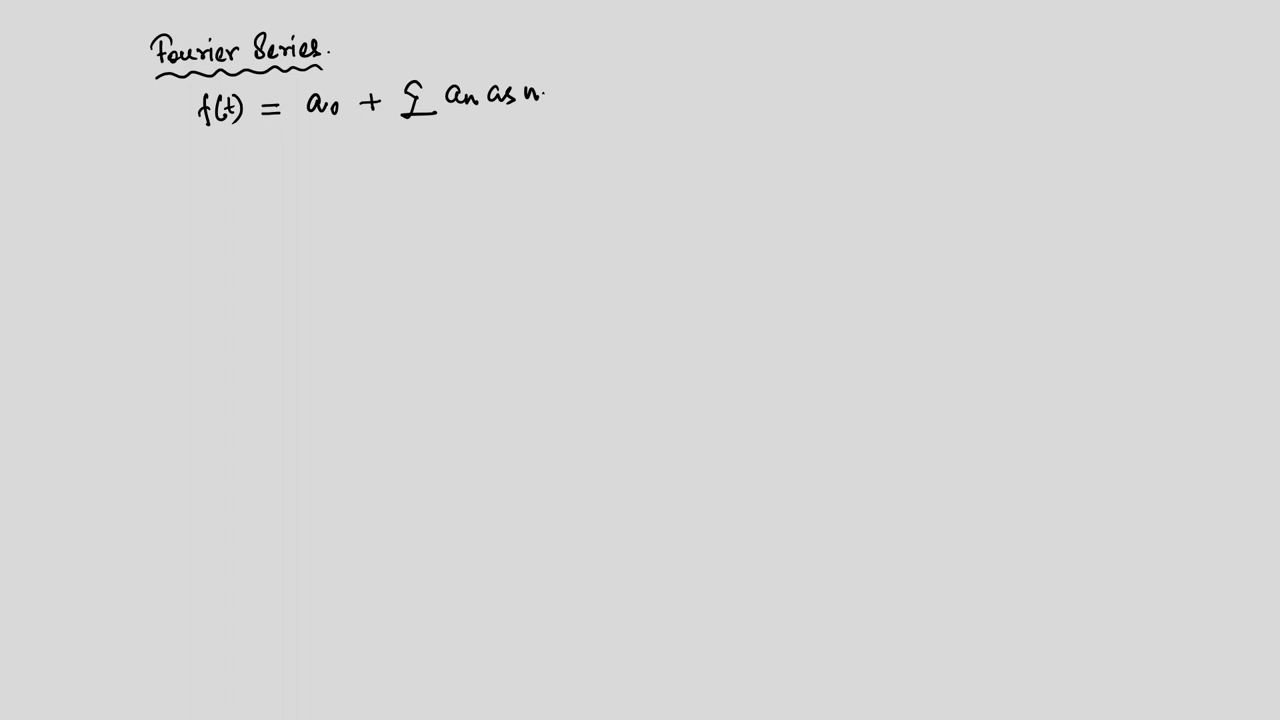 Fourier Series.
f(t) = a₀ + Σ aₙ cos n.